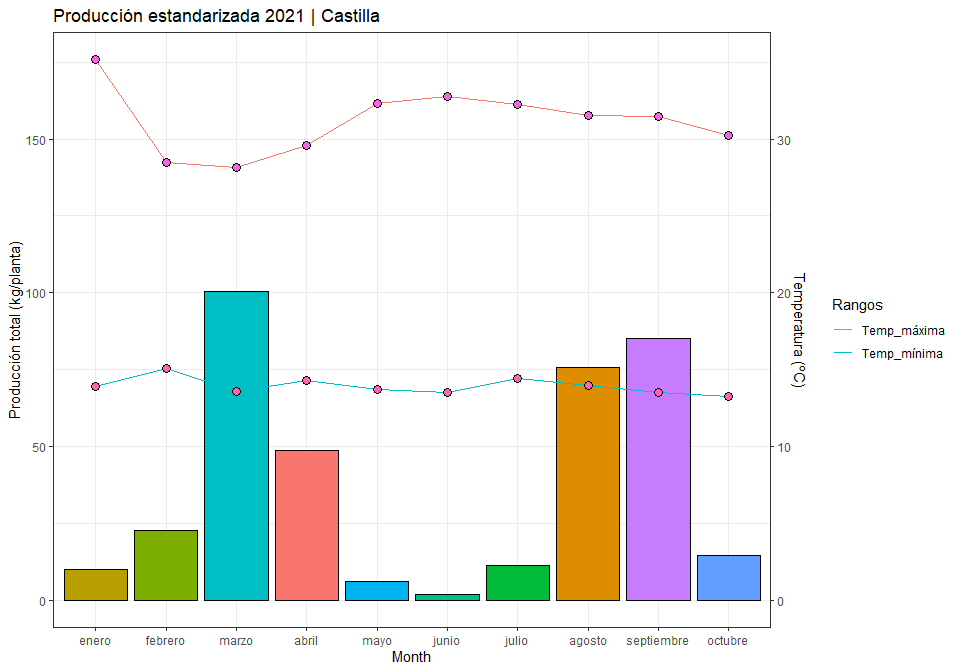 Producción estandarizada 2021 | Castilla
Producción total (kg/planta)
150
100
50
0
30
20
10
0
Temperatura (ºC)
enero febrero marzo abril mayo junio julio agosto septiembre octubre
Month
Rangos
Temp_máxima
Temp_mínima